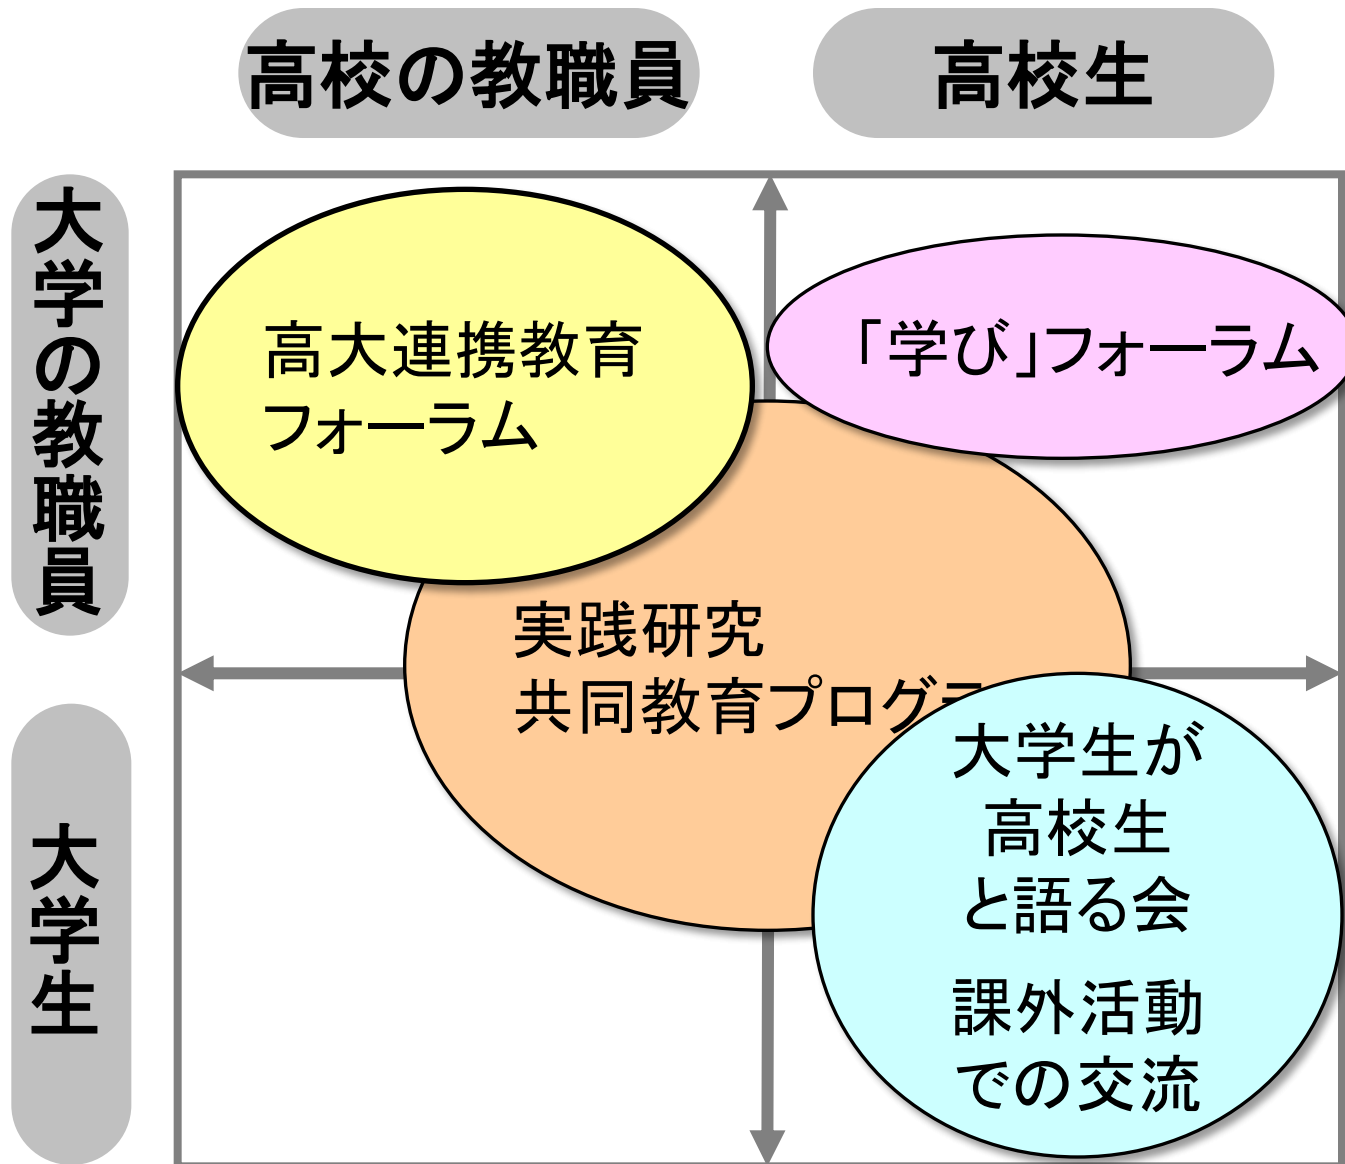 高校の教職員
高校生
大学の教職員
高大連携教育
フォーラム
「学び」フォーラム
実践研究
共同教育プログラ
大学生が
高校生
と語る会
課外活動
での交流
大学生